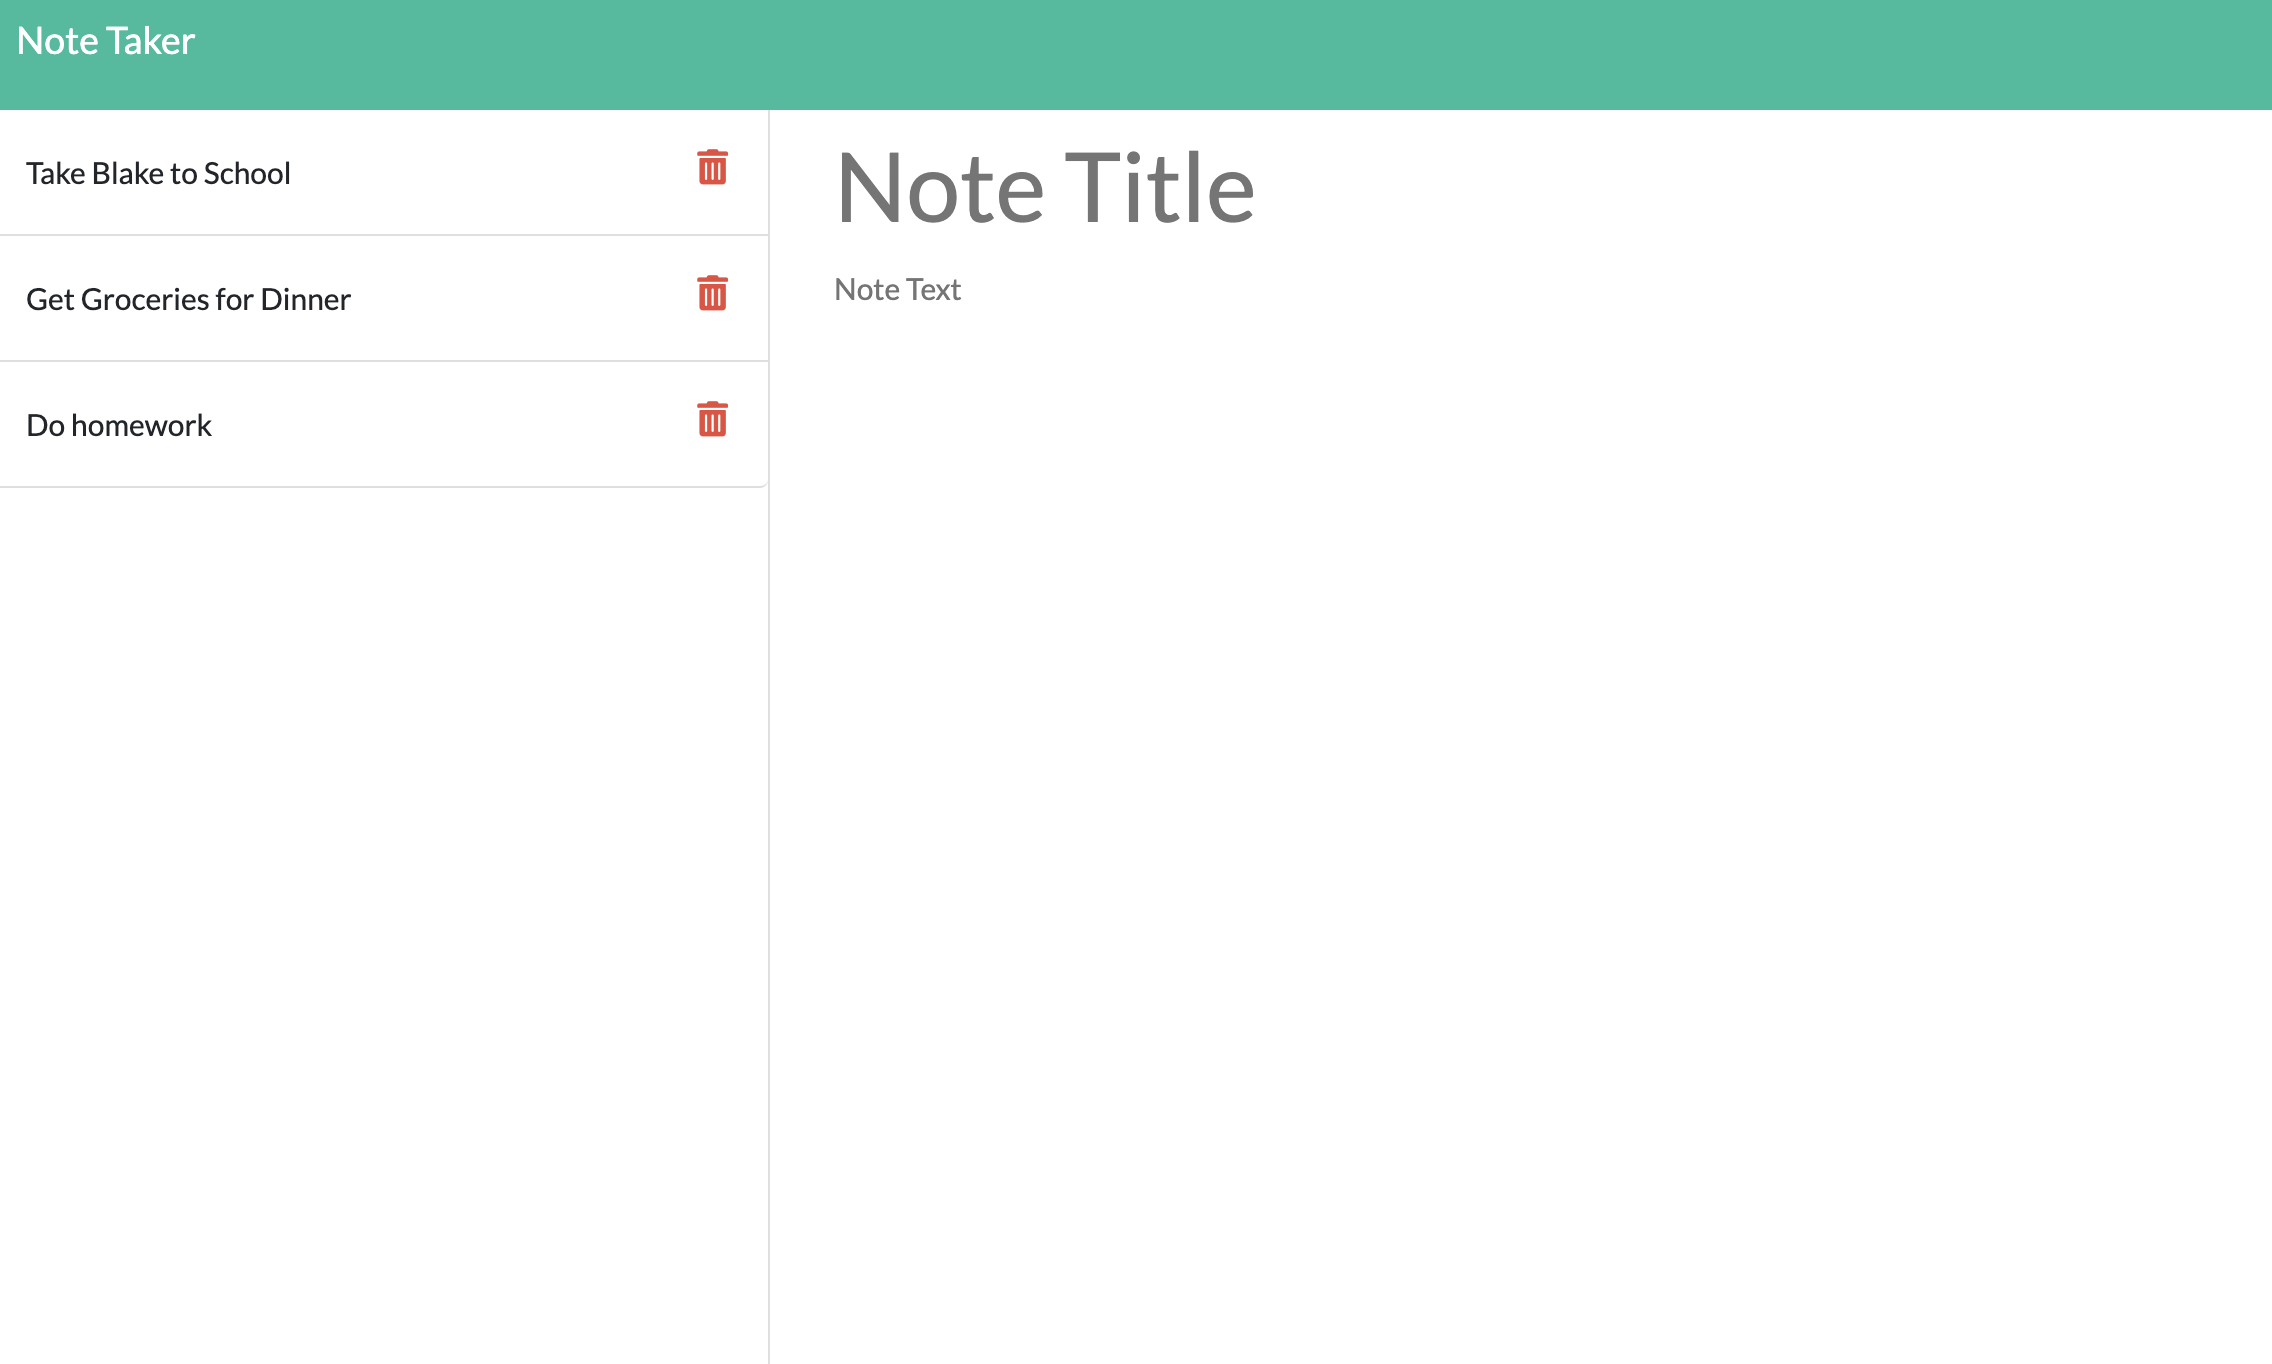 Note Taker
Take Blake to School
Get Groceries for Dinner
Do homework
Note Title
Note Text